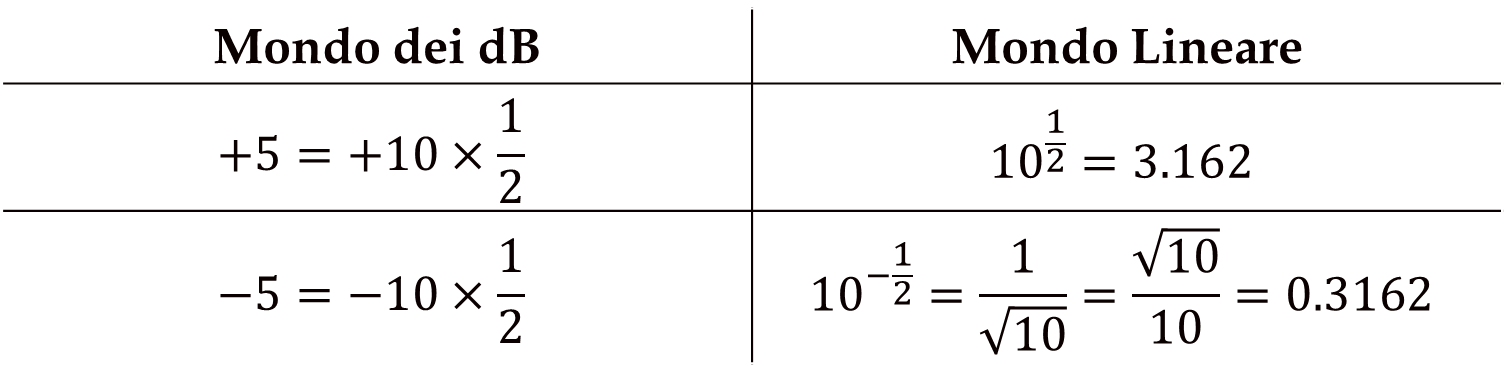 Mondo dei dB | Mondo Lineare
+5 = +10 × 1/2 | 10^(1/2) = 3.162
−5 = −10 × 1/2 | 10^(−1/2) = 1/√10 = √10/10 = 0.3162